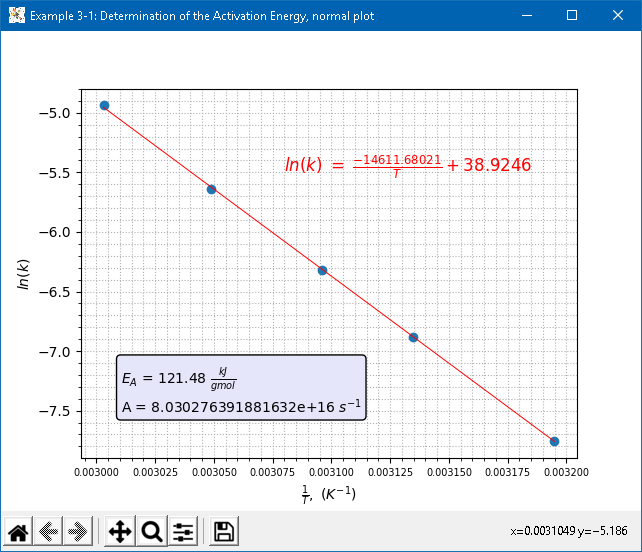 Example 3-1: Determination of the Activation Energy, normal plot
ln(k) = −14611.68021/T + 38.9246
−5.0
−5.5
−6.0
−6.5
−7.0
−7.5
ln(k)
E_A = 121.48 kJ/gmol
A = 8.030276391881632e+16 s⁻¹
0.003000 0.003025 0.003050 0.003075 0.003100 0.003125 0.003150 0.003175 0.003200
1/T, (K⁻¹)
x=0.0031049 y=−5.186